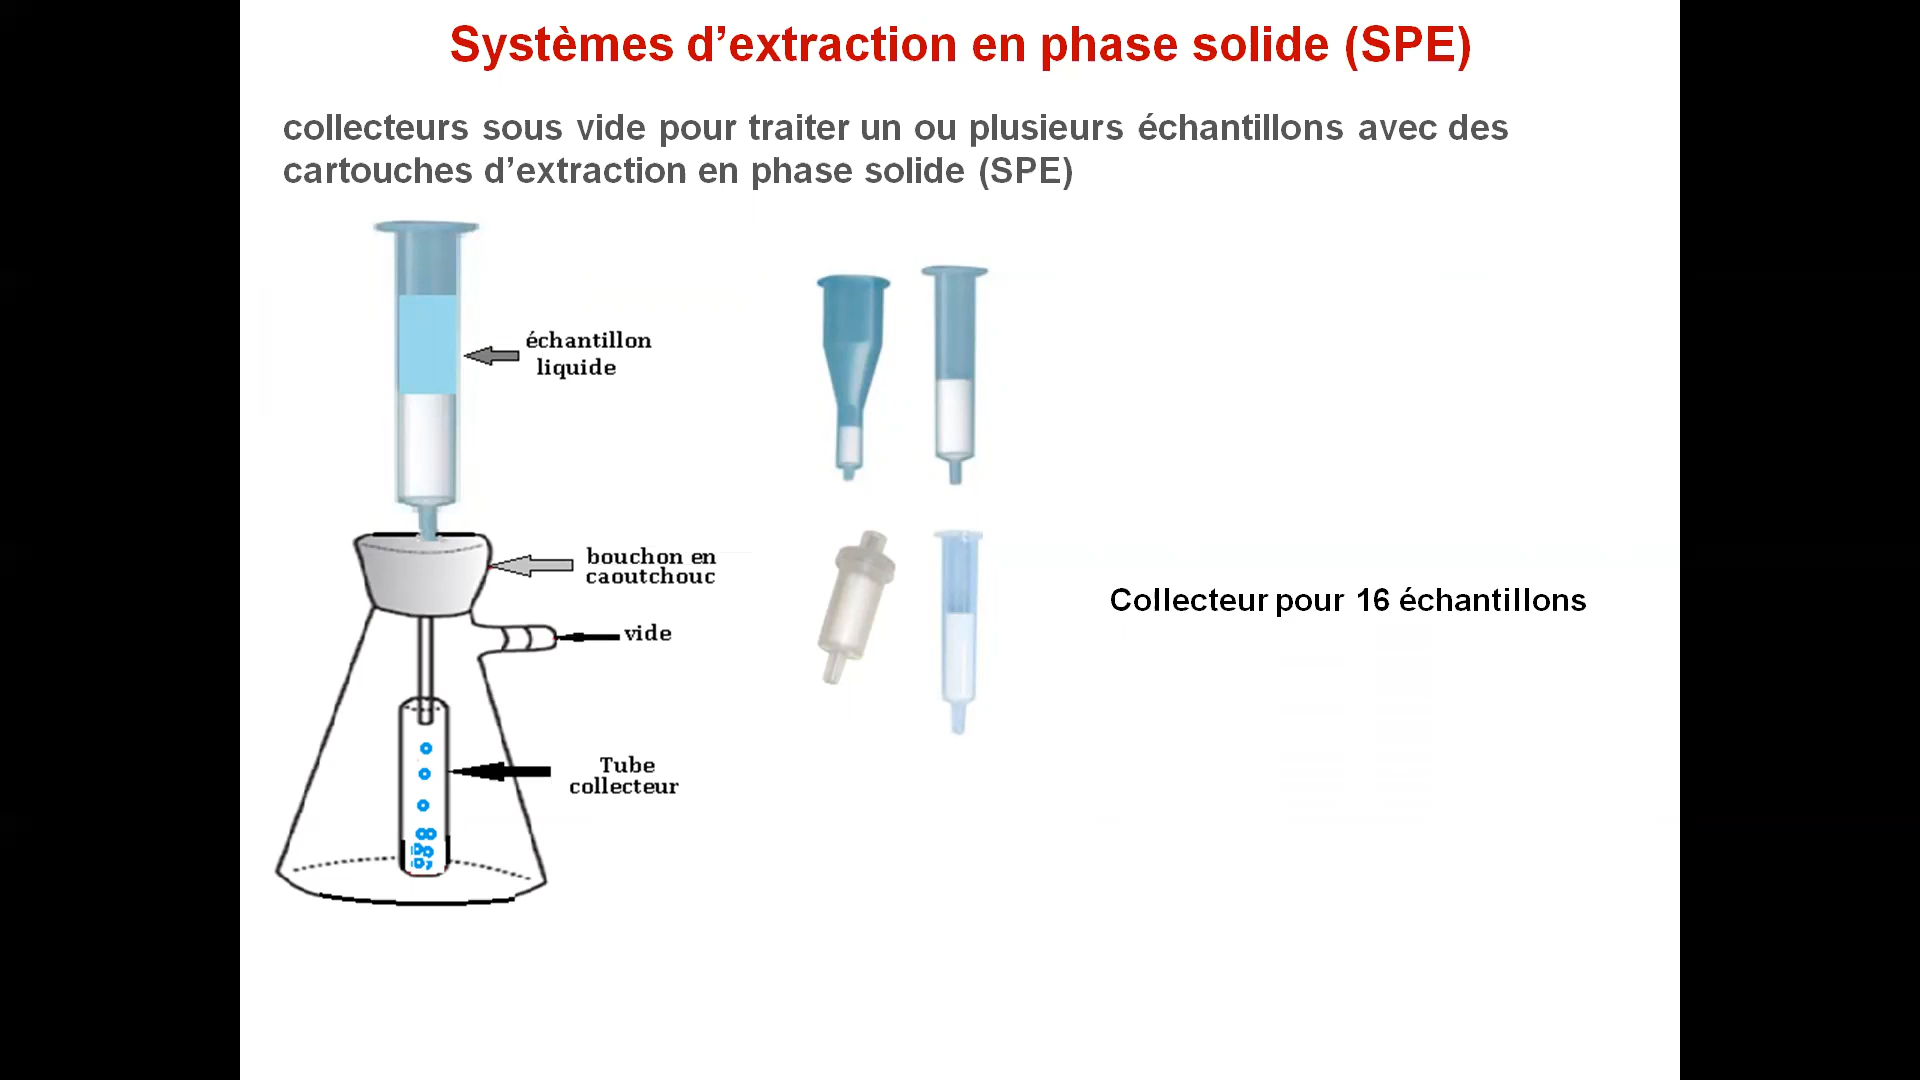 Systèmes d’extraction en phase solide (SPE)
collecteurs sous vide pour traiter un ou plusieurs échantillons avec des
cartouches d’extraction en phase solide (SPE)
échantillon
liquide
bouchon en
caoutchouc
vide
Tube
collecteur
Collecteur pour 16 échantillons